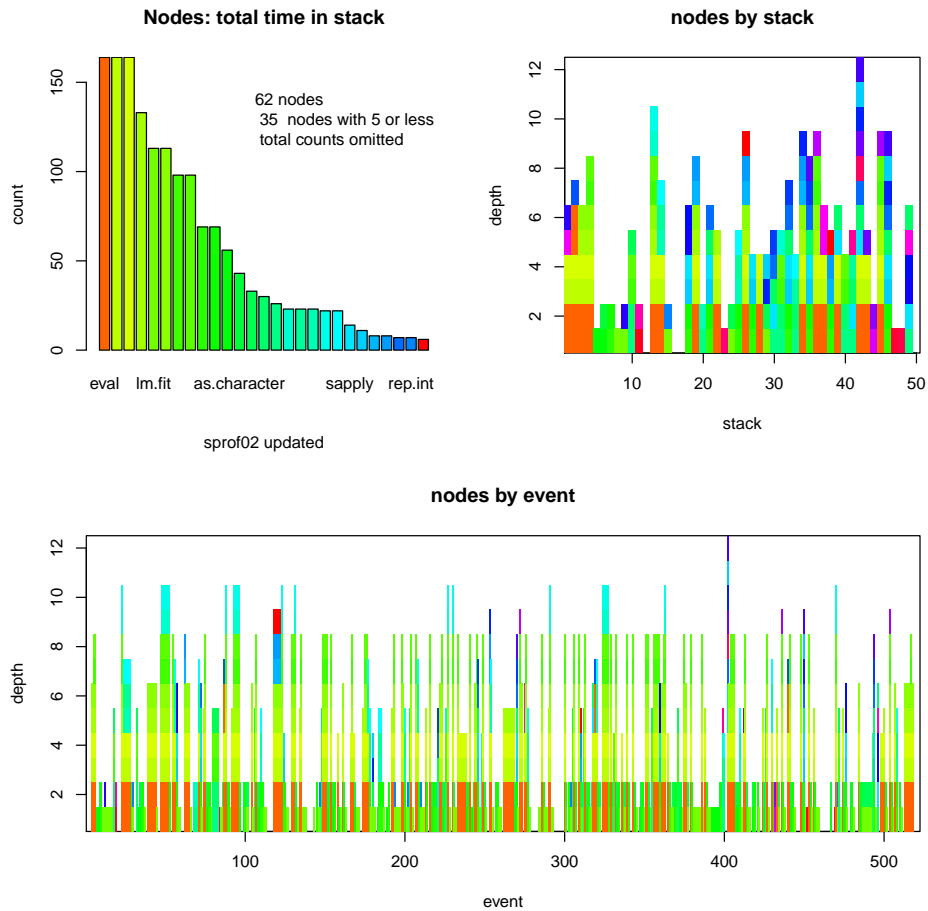 Nodes: total time in stack
count
0
50
100
150
62 nodes
35 nodes with 5 or less
total counts omitted
eval lm.fit as.character sapply rep.int
sprof02 updated
nodes by stack
depth
2
4
6
8
10
12
10 20 30 40 50
stack
nodes by event
depth
2
4
6
8
10
12
100 200 300 400 500
event